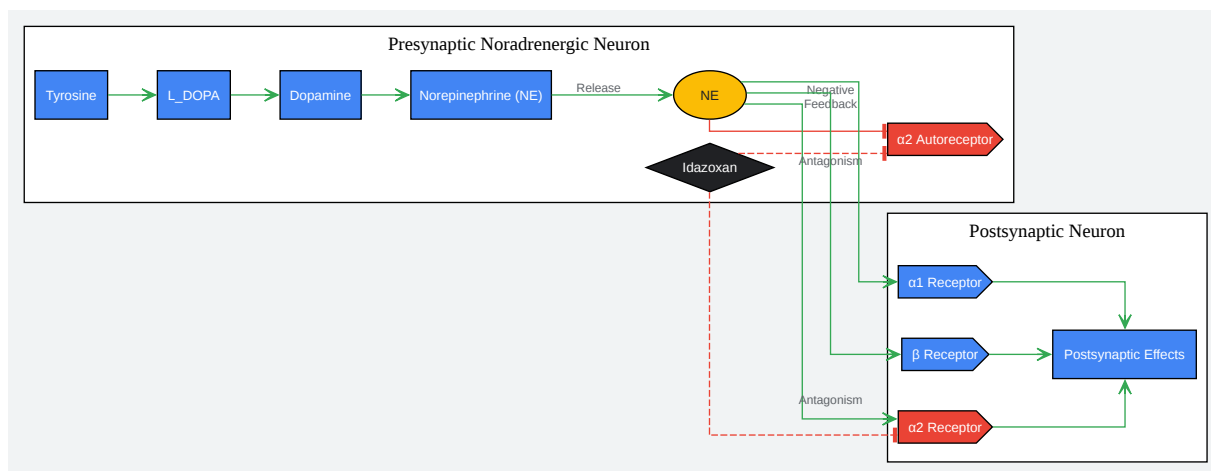 Presynaptic Noradrenergic Neuron
Tyrosine
L_DOPA
Dopamine
Norepinephrine (NE)
Release
NE
Negative
Feedback
α2 Autoreceptor
Antagonism
Idazoxan
Postsynaptic Neuron
α1 Receptor
β Receptor
Postsynaptic Effects
Antagonism
α2 Receptor